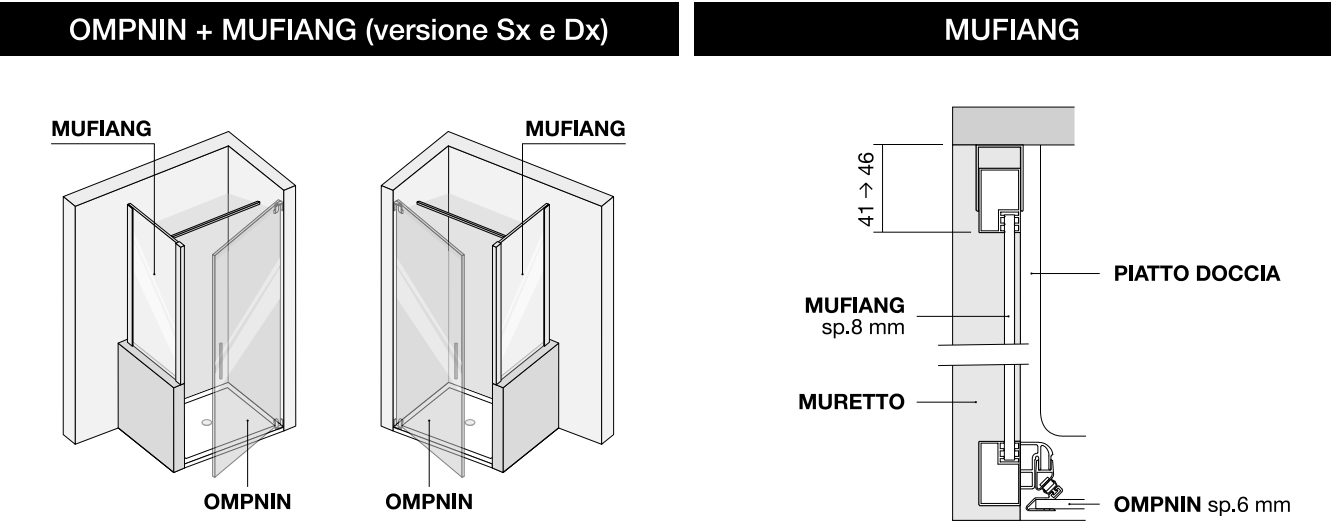 OMPNIN + MUFIANG (versione Sx e Dx)
MUFIANG
MUFIANG
MUFIANG
OMPNIN
OMPNIN
41 → 46
PIATTO DOCCIA
MUFIANG
sp.8 mm
MURETTO
OMPNIN sp.6 mm